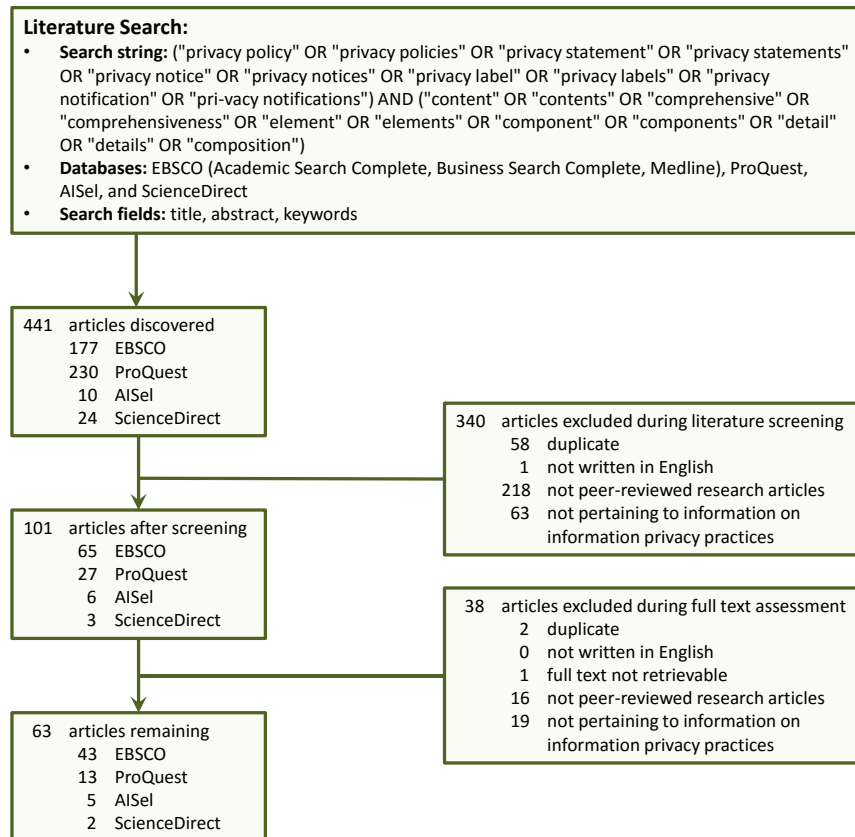 Literature Search:
• Search string: ("privacy policy" OR "privacy policies" OR "privacy statement" OR "privacy statements"
OR "privacy notice" OR "privacy notices" OR "privacy label" OR "privacy labels" OR "privacy
notification" OR "pri-vacy notifications") AND ("content" OR "contents" OR "comprehensive" OR
"comprehensiveness" OR "element" OR "elements" OR "component" OR "components" OR "detail"
OR "details" OR "composition")
• Databases: EBSCO (Academic Search Complete, Business Search Complete, Medline), ProQuest,
AISel, and ScienceDirect
• Search fields: title, abstract, keywords
441 articles discovered
177 EBSCO
230 ProQuest
10 AISel
24 ScienceDirect
340 articles excluded during literature screening
58 duplicate
1 not written in English
218 not peer-reviewed research articles
63 not pertaining to information on
information privacy practices
101 articles after screening
65 EBSCO
27 ProQuest
6 AISel
3 ScienceDirect
38 articles excluded during full text assessment
2 duplicate
0 not written in English
1 full text not retrievable
16 not peer-reviewed research articles
19 not pertaining to information on
information privacy practices
63 articles remaining
43 EBSCO
13 ProQuest
5 AISel
2 ScienceDirect